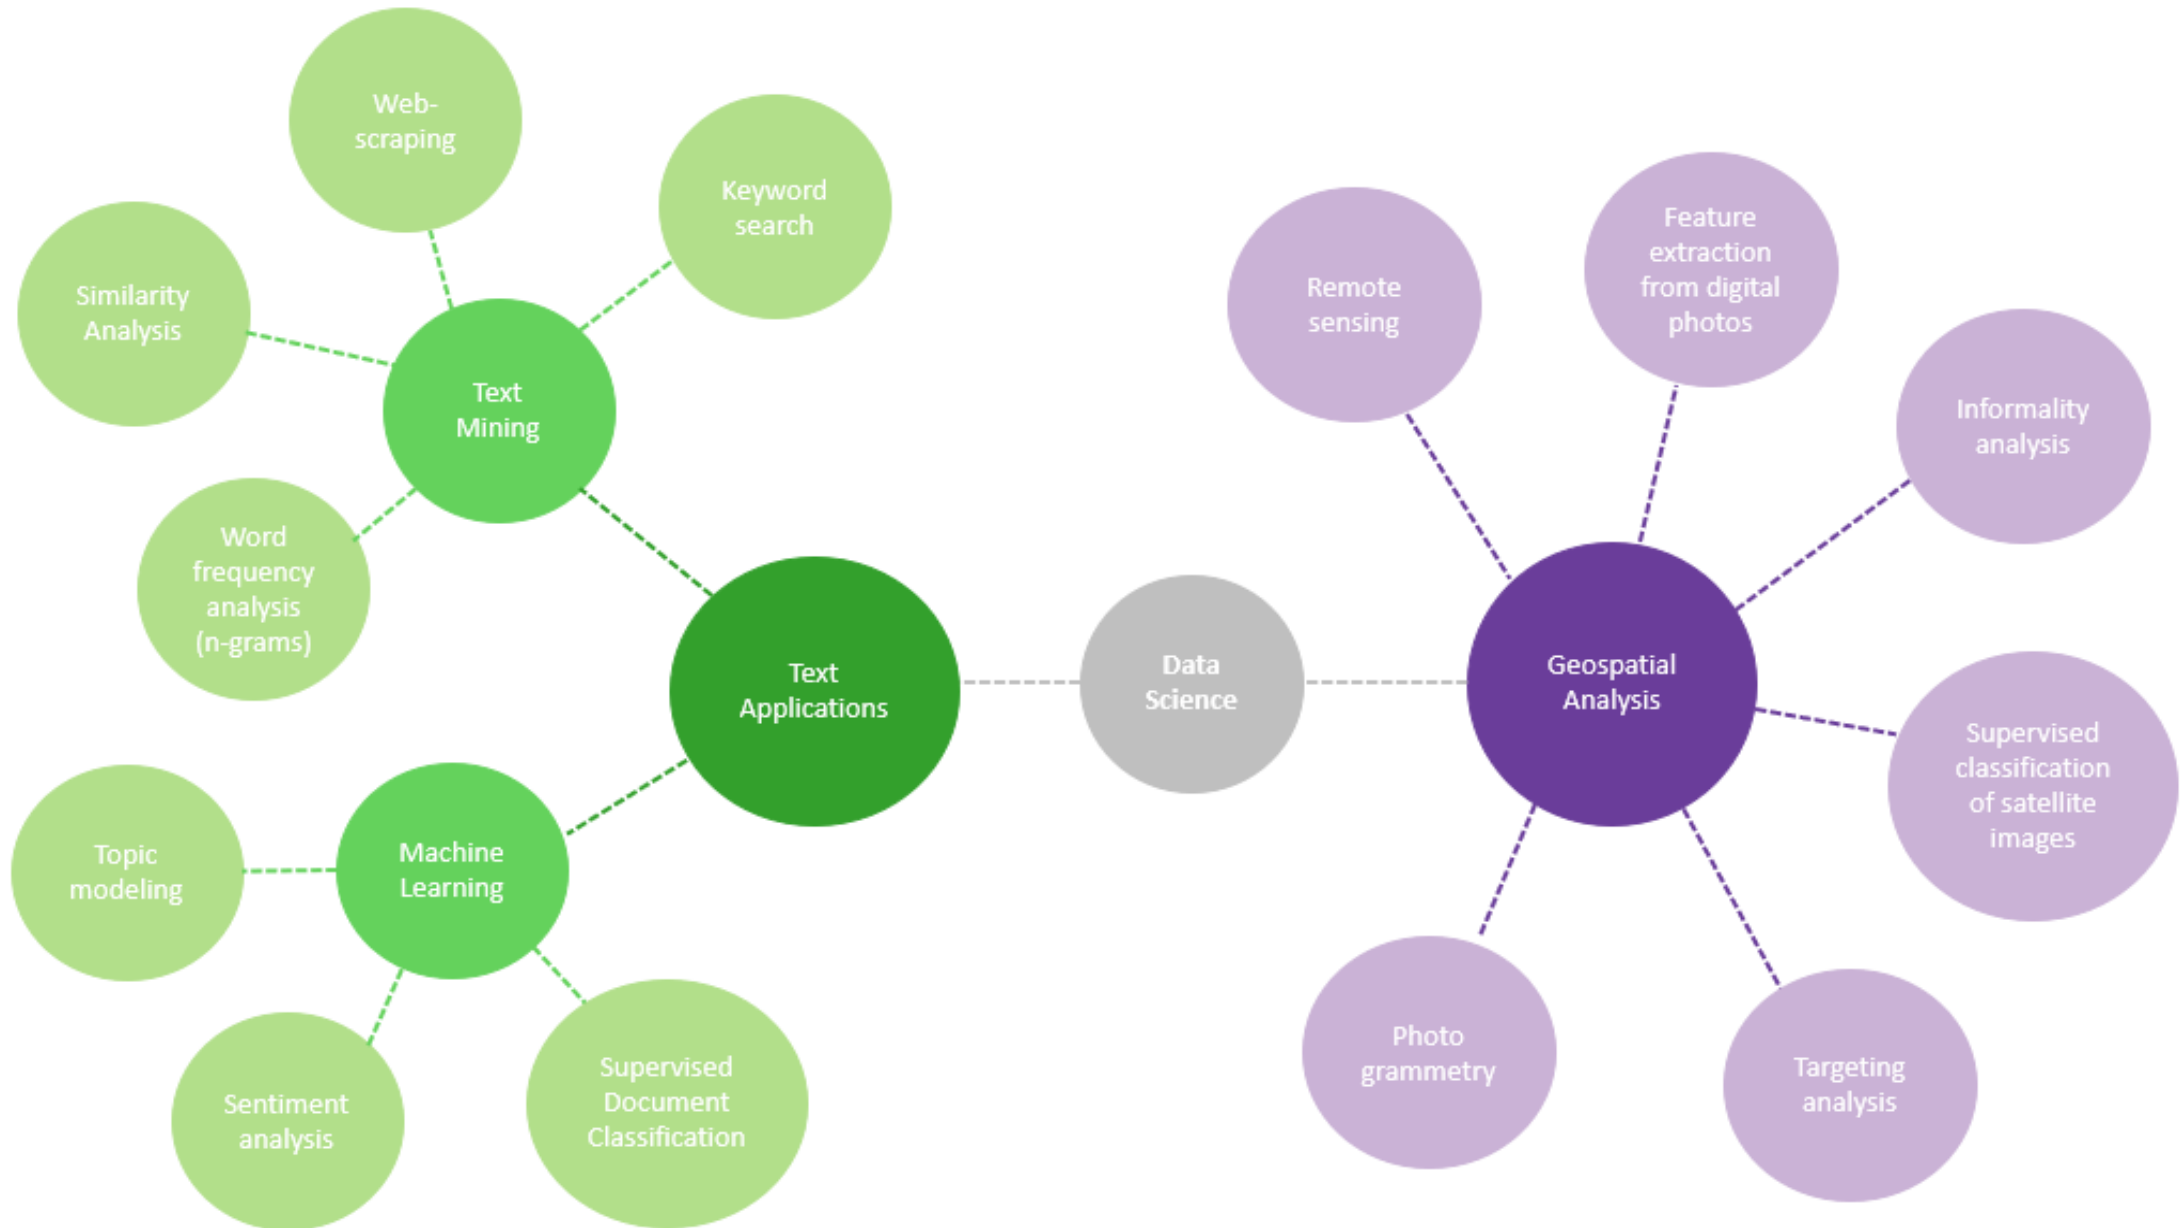 Web-
scraping
Keyword
search
Similarity
Analysis
Text
Mining
Word
frequency
analysis
(n-grams)
Text
Applications
Topic
modeling
Machine
Learning
Sentiment
analysis
Supervised
Document
Classification
Data
Science
Remote
sensing
Feature
extraction
from digital
photos
Informality
analysis
Geospatial
Analysis
Supervised
classification
of satellite
images
Photo
grammetry
Targeting
analysis